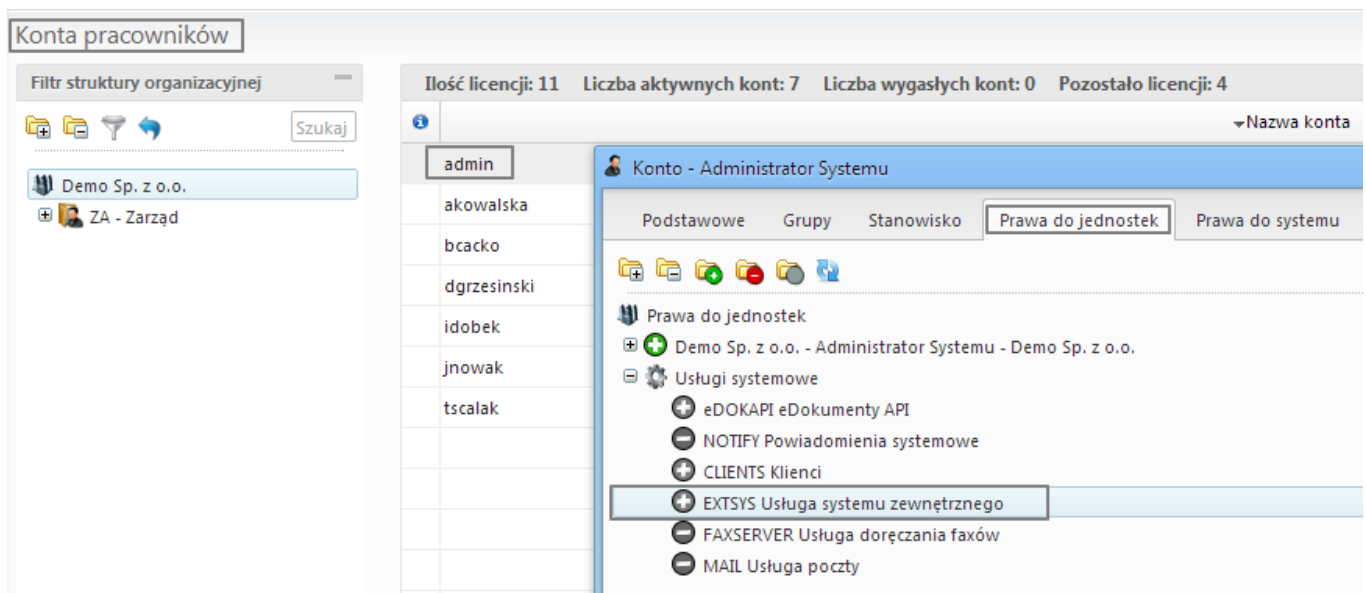 Konta pracowników
Filtr struktury organizacyjnej
Szukaj
Demo Sp. z o.o.
ZA - Zarząd
Ilość licencji: 11 Liczba aktywnych kont: 7 Liczba wygasłych kont: 0 Pozostało licencji: 4
Nazwa konta
admin
akowalska
bcacko
dgrzesinski
idobek
jnowak
tscalak
Konto - Administrator Systemu
Podstawowe Grupy Stanowisko Prawa do jednostek Prawa do systemu
Prawa do jednostek
Demo Sp. z o.o. - Administrator Systemu - Demo Sp. z o.o.
Usługi systemowe
eDOKAPI eDokumenty API
NOTIFY Powiadomienia systemowe
CLIENTS Klienci
EXTSYS Usługa systemu zewnętrznego
FAXSERVER Usługa doręczania faxów
MAIL Usługa poczty